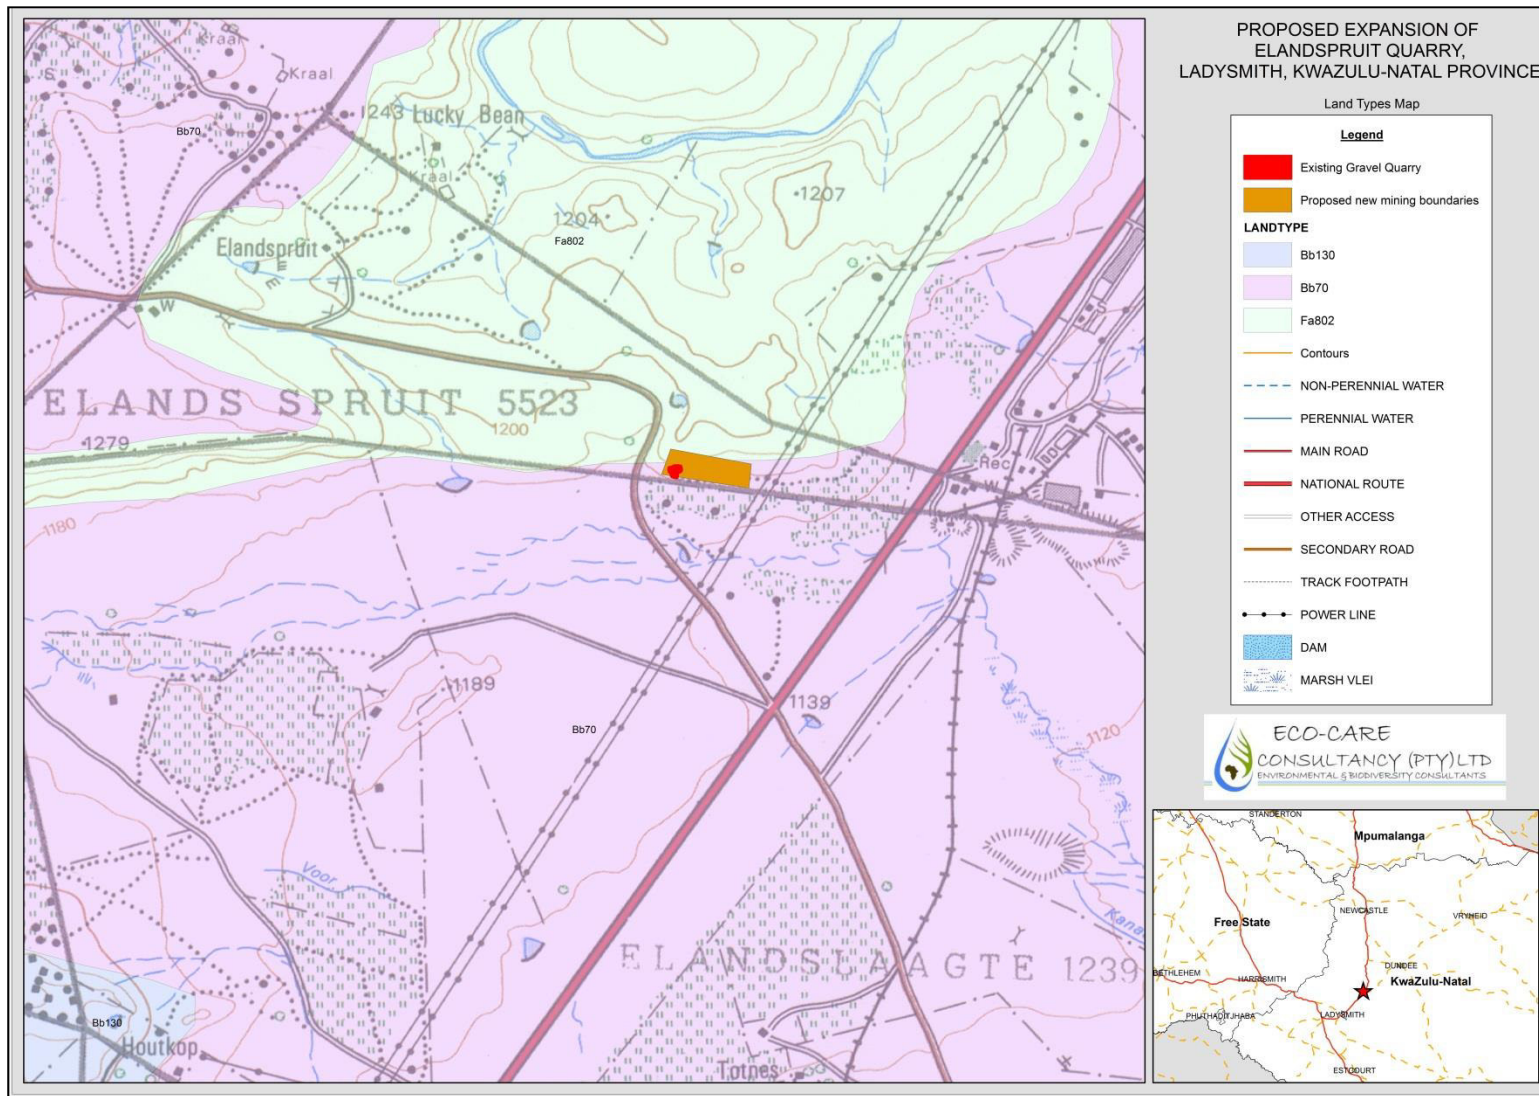 PROPOSED EXPANSION OF
ELANDSPRUIT QUARRY,
LADYSMITH, KWAZULU-NATAL PROVINCE
Land Types Map
Legend
Existing Gravel Quarry
Proposed new mining boundaries
LANDTYPE
Bb130
Bb70
Fa802
Contours
NON-PERENNIAL WATER
PERENNIAL WATER
MAIN ROAD
NATIONAL ROUTE
OTHER ACCESS
SECONDARY ROAD
TRACK FOOTPATH
POWER LINE
DAM
MARSH VLEI
ECO-CARE
CONSULTANCY (PTY)LTD
ENVIRONMENTAL & BIODIVERSITY CONSULTANTS
STANDERTON
Mpumalanga
NEWCASTLE
VRYHEID
Free State
DUNDEE
BETHLEHEM
HARRISMITH
KwaZulu-Natal
PHUTHADITJHABA
LADYSMITH
ESTCOURT
Kraal
S
Kraal
1243 Lucky Bean
Bb70
Kraal
1207
1204
Fa802
Elandspruit
E
W
S
ELANDS SPRUIT 5523
1200
1279
Rec
W
1180
1189
1139
Bb70
1120
Voor
Kana
ELANDSLAAGTE 1239
Bb130
Houtkop
Totnes